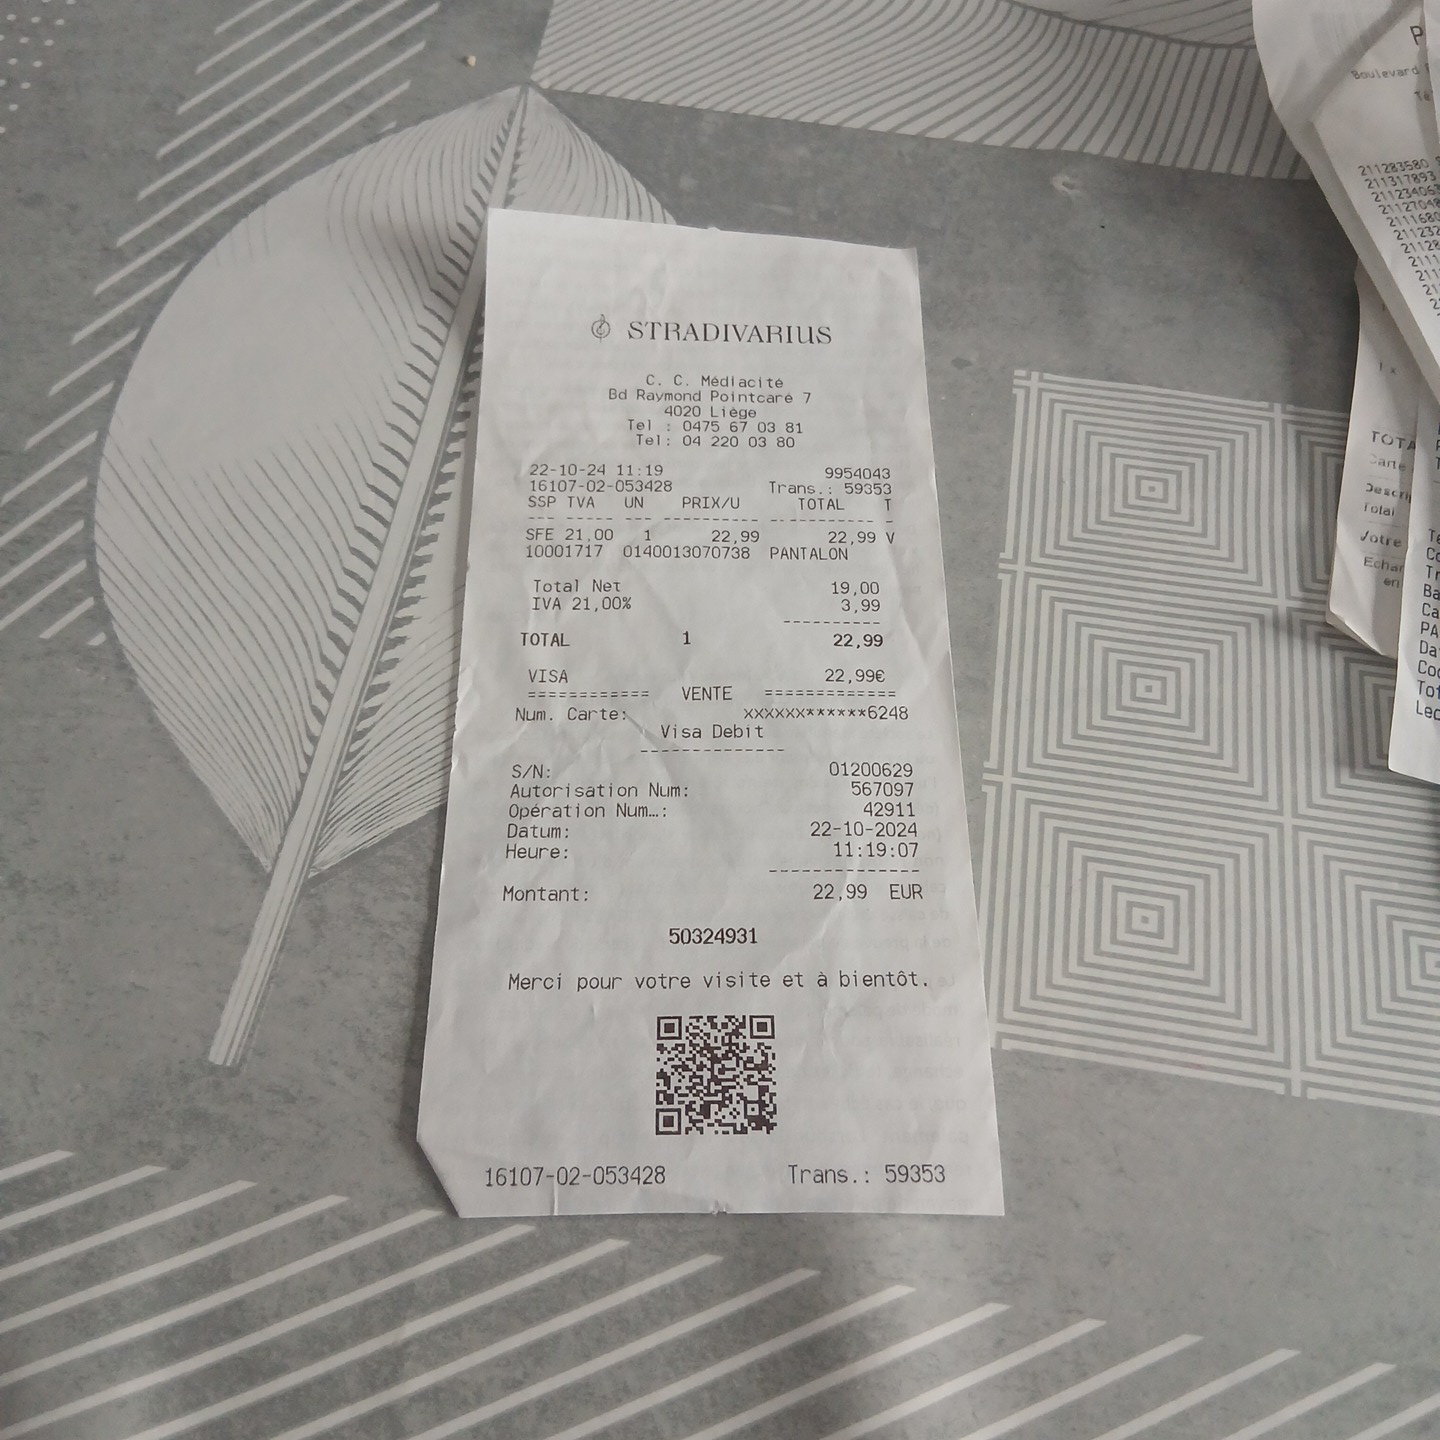 STRADIVARIUS
C. C. Médiacité
Bd Raymond Pointcaré 7
4020 Liège
Tel : 0475 67 03 81
Tel: 04 220 03 80
22-10-24 11:19 9954043
16107-02-053428 Trans.: 59353
SSP TVA UN PRIX/U TOTAL T
--- ----- --- ---------- ----------- -
SFE 21,00 1 22,99 22,99 V
10001717 0140013070738 PANTALON
Total Net 19,00
IVA 21,00% 3,99
----------
TOTAL 1 22,99
VISA 22,99€
============ VENTE =============
Num. Carte: XXXXXX******6248
Visa Debit
--------------
S/N: 01200629
Autorisation Num: 567097
Opération Num…: 42911
Datum: 22-10-2024
Heure: 11:19:07
--------------
Montant: 22,99 EUR
50324931
Merci pour votre visite et à bientôt.
16107-02-053428 Trans.: 59353
Boulevard
211283580
211317893